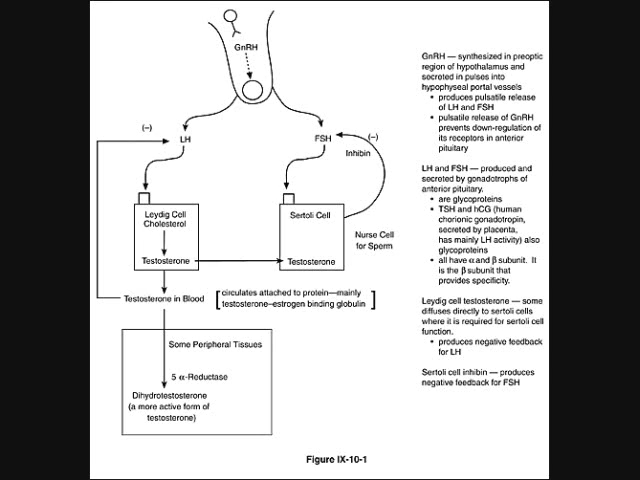 GnRH
(–)
LH
FSH
(–)
Inhibin
Leydig Cell
Cholesterol
Testosterone
Sertoli Cell
Testosterone
Nurse Cell
for Sperm
Testosterone in Blood
circulates attached to protein—mainly
testosterone–estrogen binding globulin
Some Peripheral Tissues
5 α-Reductase
Dihydrotestosterone
(a more active form of
testosterone)
GnRH — synthesized in preoptic
region of hypothalamus and
secreted in pulses into
hypophyseal portal vessels
• produces pulsatile release
of LH and FSH
• pulsatile release of GnRH
prevents down-regulation of
its receptors in anterior
pituitary
LH and FSH — produced and
secreted by gonadotrophs of
anterior pituitary.
• are glycoproteins
• TSH and hCG (human
chorionic gonadotropin,
secreted by placenta,
has mainly LH activity) also
glycoproteins
• all have α and β subunit. It
is the β subunit that
provides specificity.
Leydig cell testosterone — some
diffuses directly to sertoli cells
where it is required for sertoli cell
function.
• produces negative feedback
for LH
Sertoli cell inhibin — produces
negative feedback for FSH
Figure IX-10-1